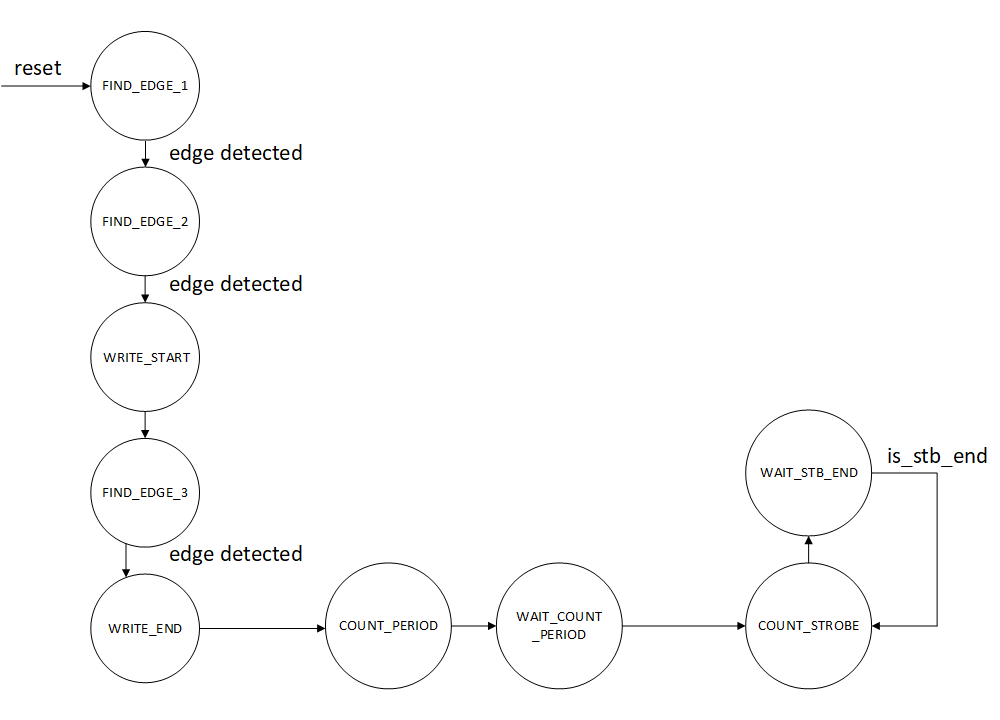 reset
FIND_EDGE_1
edge detected
FIND_EDGE_2
edge detected
WRITE_START
FIND_EDGE_3
edge detected
WRITE_END
COUNT_PERIOD
WAIT_COUNT
_PERIOD
COUNT_STROBE
WAIT_STB_END
is_stb_end